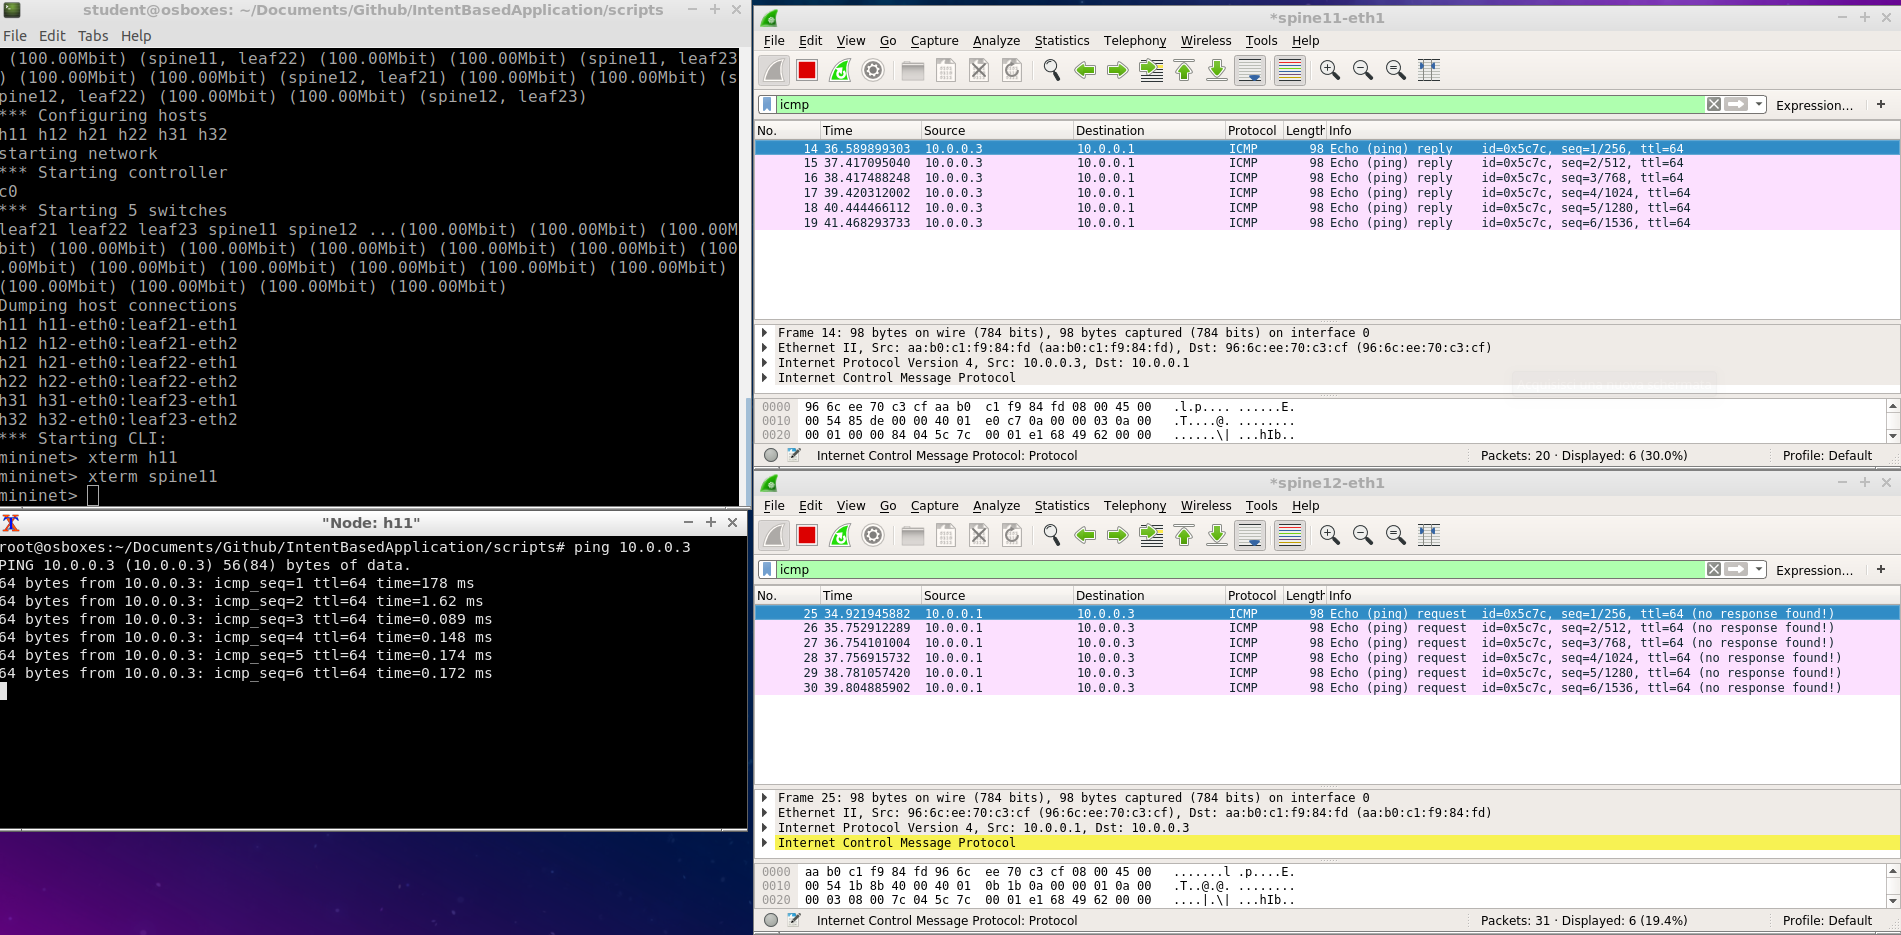 student@osboxes: ~/Documents/Github/IntentBasedApplication/scripts
File Edit Tabs Help
(100.00Mbit) (spine11, leaf22) (100.00Mbit) (100.00Mbit) (spine11, leaf23
) (100.00Mbit) (100.00Mbit) (spine12, leaf21) (100.00Mbit) (100.00Mbit) (s
pine12, leaf22) (100.00Mbit) (100.00Mbit) (spine12, leaf23)
*** Configuring hosts
h11 h12 h21 h22 h31 h32
starting network
*** Starting controller
c0
*** Starting 5 switches
leaf21 leaf22 leaf23 spine11 spine12 ...(100.00Mbit) (100.00Mbit) (100.00M
bit) (100.00Mbit) (100.00Mbit) (100.00Mbit) (100.00Mbit) (100.00Mbit) (100
.00Mbit) (100.00Mbit) (100.00Mbit) (100.00Mbit) (100.00Mbit) (100.00Mbit)
(100.00Mbit) (100.00Mbit) (100.00Mbit) (100.00Mbit)
Dumping host connections
h11 h11-eth0:leaf21-eth1
h12 h12-eth0:leaf21-eth2
h21 h21-eth0:leaf22-eth1
h22 h22-eth0:leaf22-eth2
h31 h31-eth0:leaf23-eth1
h32 h32-eth0:leaf23-eth2
*** Starting CLI:
mininet> xterm h11
mininet> xterm spine11
mininet>
"Node: h11"
root@osboxes:~/Documents/Github/IntentBasedApplication/scripts# ping 10.0.0.3
PING 10.0.0.3 (10.0.0.3) 56(84) bytes of data.
64 bytes from 10.0.0.3: icmp_seq=1 ttl=64 time=178 ms
64 bytes from 10.0.0.3: icmp_seq=2 ttl=64 time=1.62 ms
64 bytes from 10.0.0.3: icmp_seq=3 ttl=64 time=0.089 ms
64 bytes from 10.0.0.3: icmp_seq=4 ttl=64 time=0.148 ms
64 bytes from 10.0.0.3: icmp_seq=5 ttl=64 time=0.174 ms
64 bytes from 10.0.0.3: icmp_seq=6 ttl=64 time=0.172 ms
*spine11-eth1
File Edit View Go Capture Analyze Statistics Telephony Wireless Tools Help
icmp Expression... +
No. Time Source Destination Protocol Length Info
14 36.589899303 10.0.0.3 10.0.0.1 ICMP 98 Echo (ping) reply id=0x5c7c, seq=1/256, ttl=64
15 37.417095040 10.0.0.3 10.0.0.1 ICMP 98 Echo (ping) reply id=0x5c7c, seq=2/512, ttl=64
16 38.417488248 10.0.0.3 10.0.0.1 ICMP 98 Echo (ping) reply id=0x5c7c, seq=3/768, ttl=64
17 39.420312002 10.0.0.3 10.0.0.1 ICMP 98 Echo (ping) reply id=0x5c7c, seq=4/1024, ttl=64
18 40.444466112 10.0.0.3 10.0.0.1 ICMP 98 Echo (ping) reply id=0x5c7c, seq=5/1280, ttl=64
19 41.468293733 10.0.0.3 10.0.0.1 ICMP 98 Echo (ping) reply id=0x5c7c, seq=6/1536, ttl=64
Frame 14: 98 bytes on wire (784 bits), 98 bytes captured (784 bits) on interface 0
Ethernet II, Src: aa:b0:c1:f9:84:fd (aa:b0:c1:f9:84:fd), Dst: 96:6c:ee:70:c3:cf (96:6c:ee:70:c3:cf)
Internet Protocol Version 4, Src: 10.0.0.3, Dst: 10.0.0.1
Internet Control Message Protocol
0000 96 6c ee 70 c3 cf aa b0 c1 f9 84 fd 08 00 45 00 .l.p.... ......E.
0010 00 54 85 de 00 00 40 01 e0 c7 0a 00 00 03 0a 00 .T....@. ........
0020 00 01 00 00 84 04 5c 7c 00 01 e1 68 49 62 00 00 ......\| ...hIb..
Internet Control Message Protocol: Protocol Packets: 20 · Displayed: 6 (30.0%) Profile: Default
*spine12-eth1
File Edit View Go Capture Analyze Statistics Telephony Wireless Tools Help
icmp Expression... +
No. Time Source Destination Protocol Length Info
25 34.921945882 10.0.0.1 10.0.0.3 ICMP 98 Echo (ping) request id=0x5c7c, seq=1/256, ttl=64 (no response found!)
26 35.752912289 10.0.0.1 10.0.0.3 ICMP 98 Echo (ping) request id=0x5c7c, seq=2/512, ttl=64 (no response found!)
27 36.754101004 10.0.0.1 10.0.0.3 ICMP 98 Echo (ping) request id=0x5c7c, seq=3/768, ttl=64 (no response found!)
28 37.756915732 10.0.0.1 10.0.0.3 ICMP 98 Echo (ping) request id=0x5c7c, seq=4/1024, ttl=64 (no response found!)
29 38.781057420 10.0.0.1 10.0.0.3 ICMP 98 Echo (ping) request id=0x5c7c, seq=5/1280, ttl=64 (no response found!)
30 39.804885902 10.0.0.1 10.0.0.3 ICMP 98 Echo (ping) request id=0x5c7c, seq=6/1536, ttl=64 (no response found!)
Frame 25: 98 bytes on wire (784 bits), 98 bytes captured (784 bits) on interface 0
Ethernet II, Src: 96:6c:ee:70:c3:cf (96:6c:ee:70:c3:cf), Dst: aa:b0:c1:f9:84:fd (aa:b0:c1:f9:84:fd)
Internet Protocol Version 4, Src: 10.0.0.1, Dst: 10.0.0.3
Internet Control Message Protocol
0000 aa b0 c1 f9 84 fd 96 6c ee 70 c3 cf 08 00 45 00 .......l .p....E.
0010 00 54 1b 8b 40 00 40 01 0b 1b 0a 00 00 01 0a 00 .T..@.@. ........
0020 00 03 08 00 7c 04 5c 7c 00 01 e1 68 49 62 00 00 ....|.\| ...hIb..
Internet Control Message Protocol: Protocol Packets: 31 · Displayed: 6 (19.4%) Profile: Default